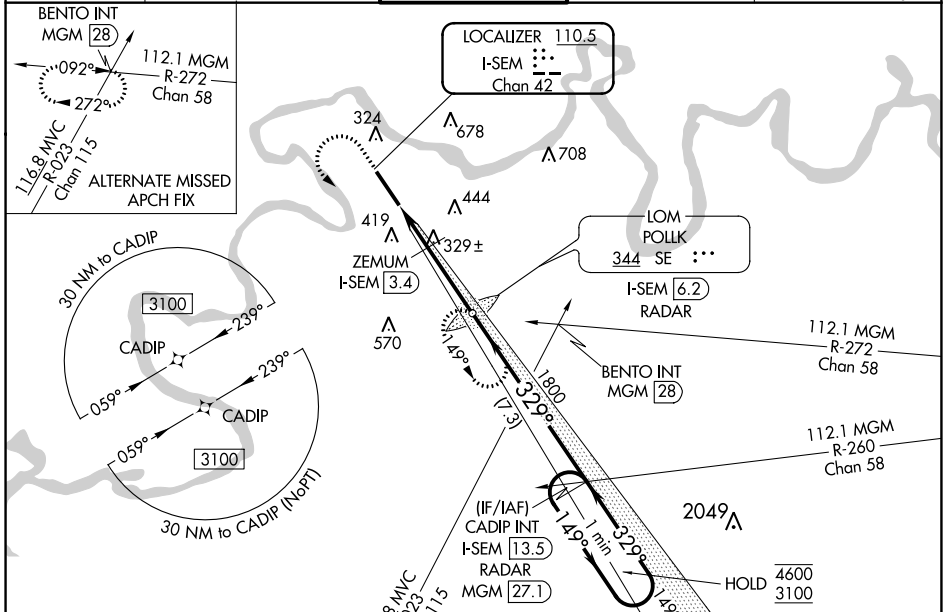 BENTO INT
MGM 28
112.1 MGM
R-272
Chan 58
092°
272°
116.8 MVC
R-023
Chan 115
ALTERNATE MISSED
APCH FIX
LOCALIZER 110.5
I-SEM
Chan 42
324
678
708
444
419
329±
ZEMUM
I-SEM 3.4
570
LOM
POLLK
344 SE
I-SEM 6.2
RADAR
30 NM to CADIP
3100
239°
CADIP
059°
239°
CADIP
059°
3100
30 NM to CADIP (NoPT)
149°
1800
329°
(7.3)
BENTO INT
MGM 28
112.1 MGM
R-272
Chan 58
112.1 MGM
R-260
Chan 58
(IF/IAF)
CADIP INT
I-SEM 13.5
RADAR
MGM 27.1
1 min
149°
329°
2049
HOLD 4600
3100
149
8 MVC
023
115